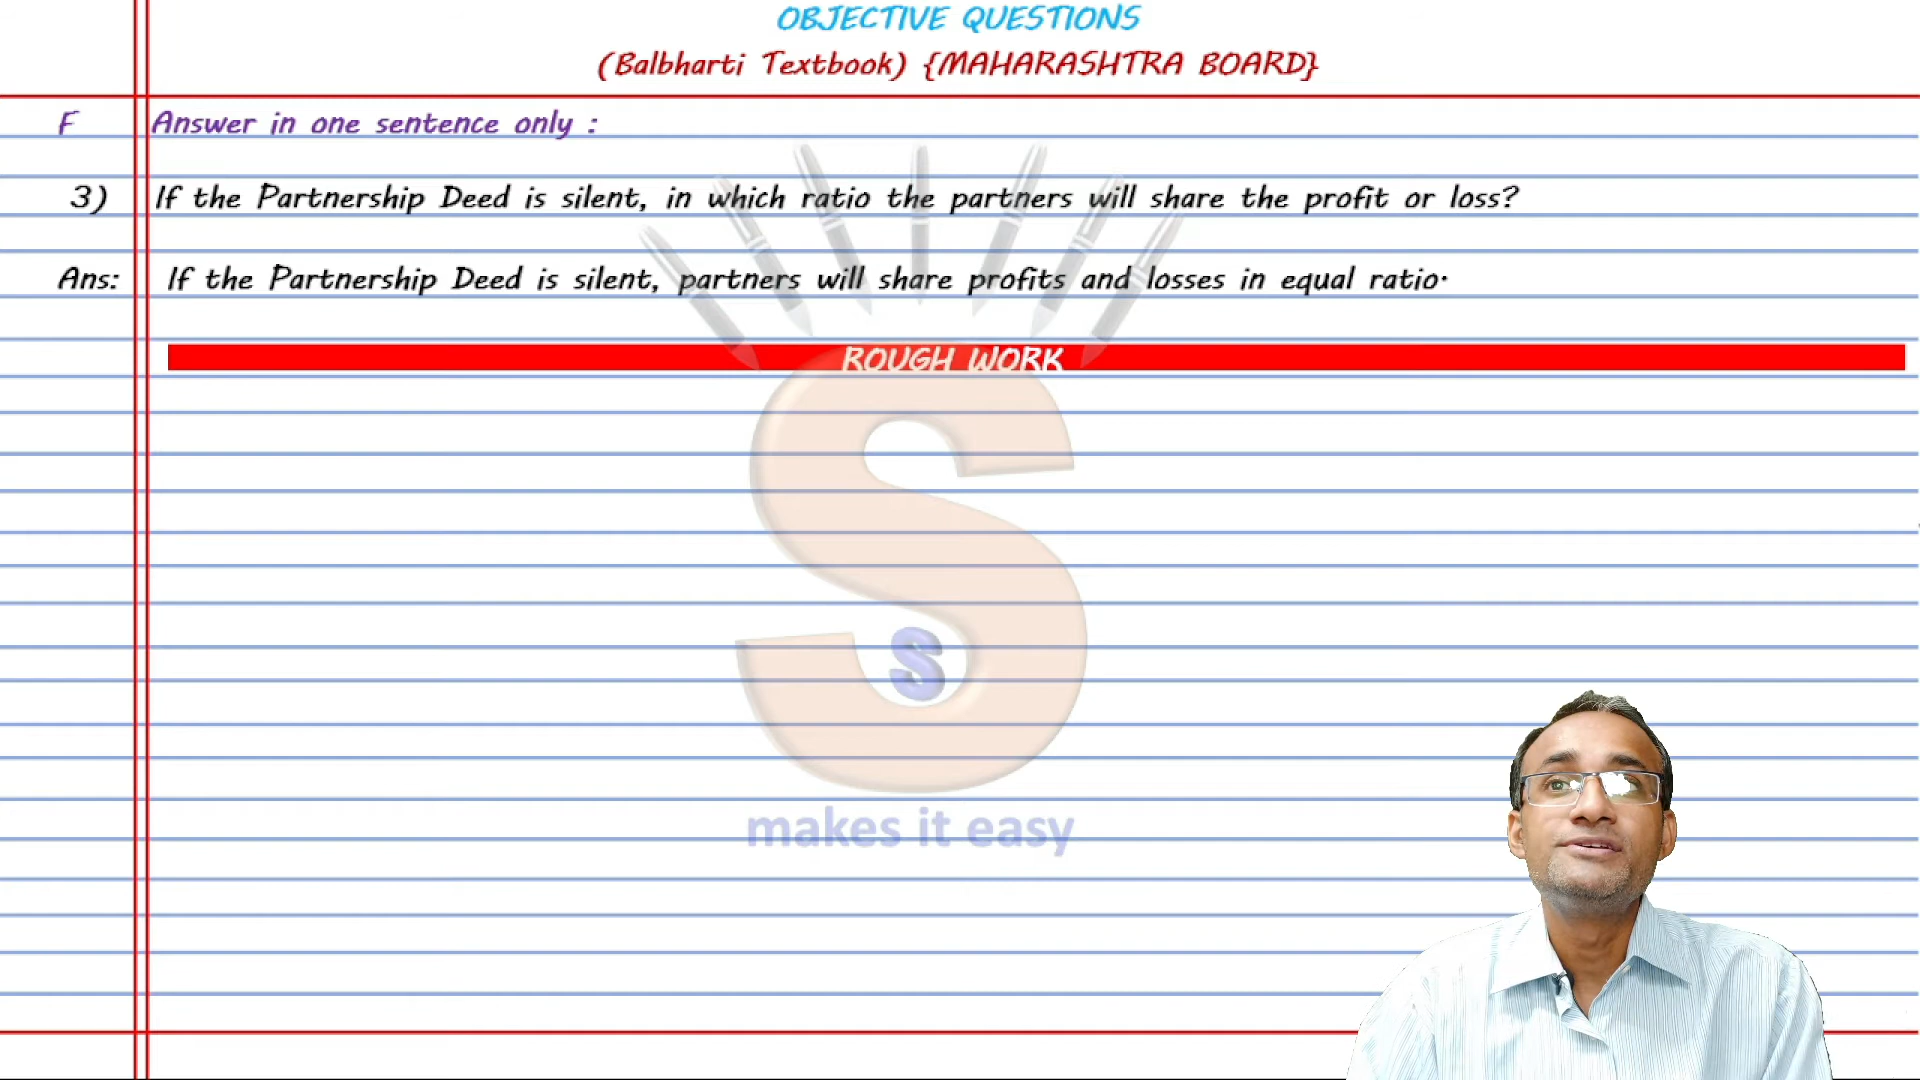 OBJECTIVE QUESTIONS
(Balbharti Textbook) {MAHARASHTRA BOARD}
F Answer in one sentence only :
3) If the Partnership Deed is silent, in which ratio the partners will share the profit or loss?
Ans: If the Partnership Deed is silent, partners will share profits and losses in equal ratio.
ROUGH WORK
S
S
makes it easy